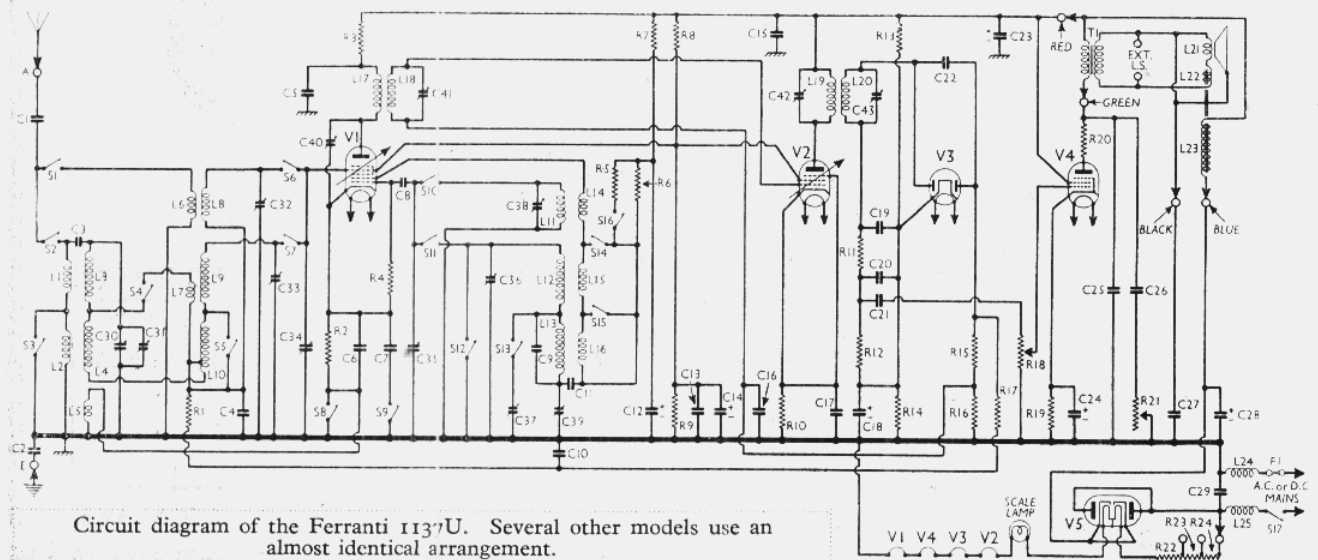 R3
R7
R8
C15
R13
C23
RED
T1
EXT.
L.S.
L21
L22
A
C5
L17
L18
C41
C42
L19
L20
C43
C22
GREEN
C1
C40
V1
V2
V3
V4
R20
L23
S1
S6
C8
S10
R5
R6
L6
L8
C32
C38
L11
L14
S16
C19
BLACK
BLUE
S2
C3
S7
S11
S14
R11
L1
L3
S4
L7
L9
C33
R4
C36
L12
L15
C20
C25
C26
C21
S3
L2
C30
C31
L4
S5
L10
C34
R2
C6
C7
C35
S12
S13
L13
C9
L16
S15
C11
R12
R15
R18
L5
R1
C4
S8
S9
C37
C39
C12
R9
C13
C14
C16
R10
C17
C18
R14
R16
R17
R19
C24
R21
C27
C28
C2
E
C10
L24
F1
A.C. or D.C.
MAINS
C29
L25
S17
SCALE
LAMP
V5
R23
R24
R22
V1 V4 V3 V2
Circuit diagram of the Ferranti 1137U. Several other models use an
almost identical arrangement.